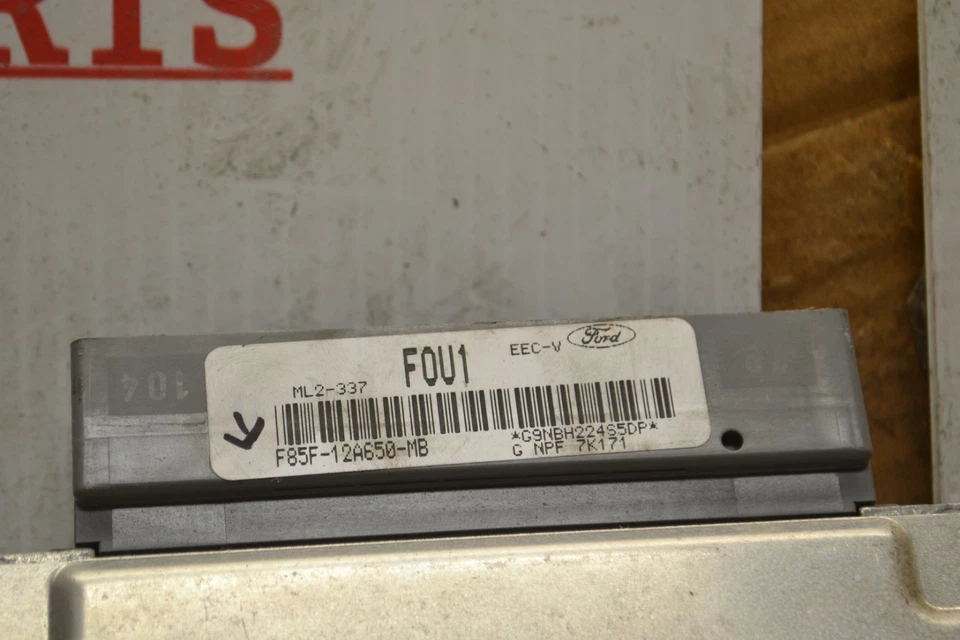 RTS
104
FOU1
EEC-V
Ford
ML2-337
F85F-12A650-MB
*G9NBH224S5DP*
G NPF 7K171